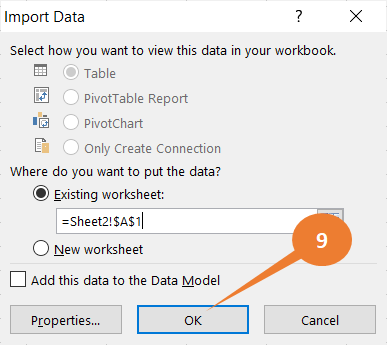 Import Data
?
Select how you want to view this data in your workbook.
Table
PivotTable Report
PivotChart
Only Create Connection
Where do you want to put the data?
Existing worksheet:
=Sheet2!$A$1
9
New worksheet
Add this data to the Data Model
Properties...
OK
Cancel